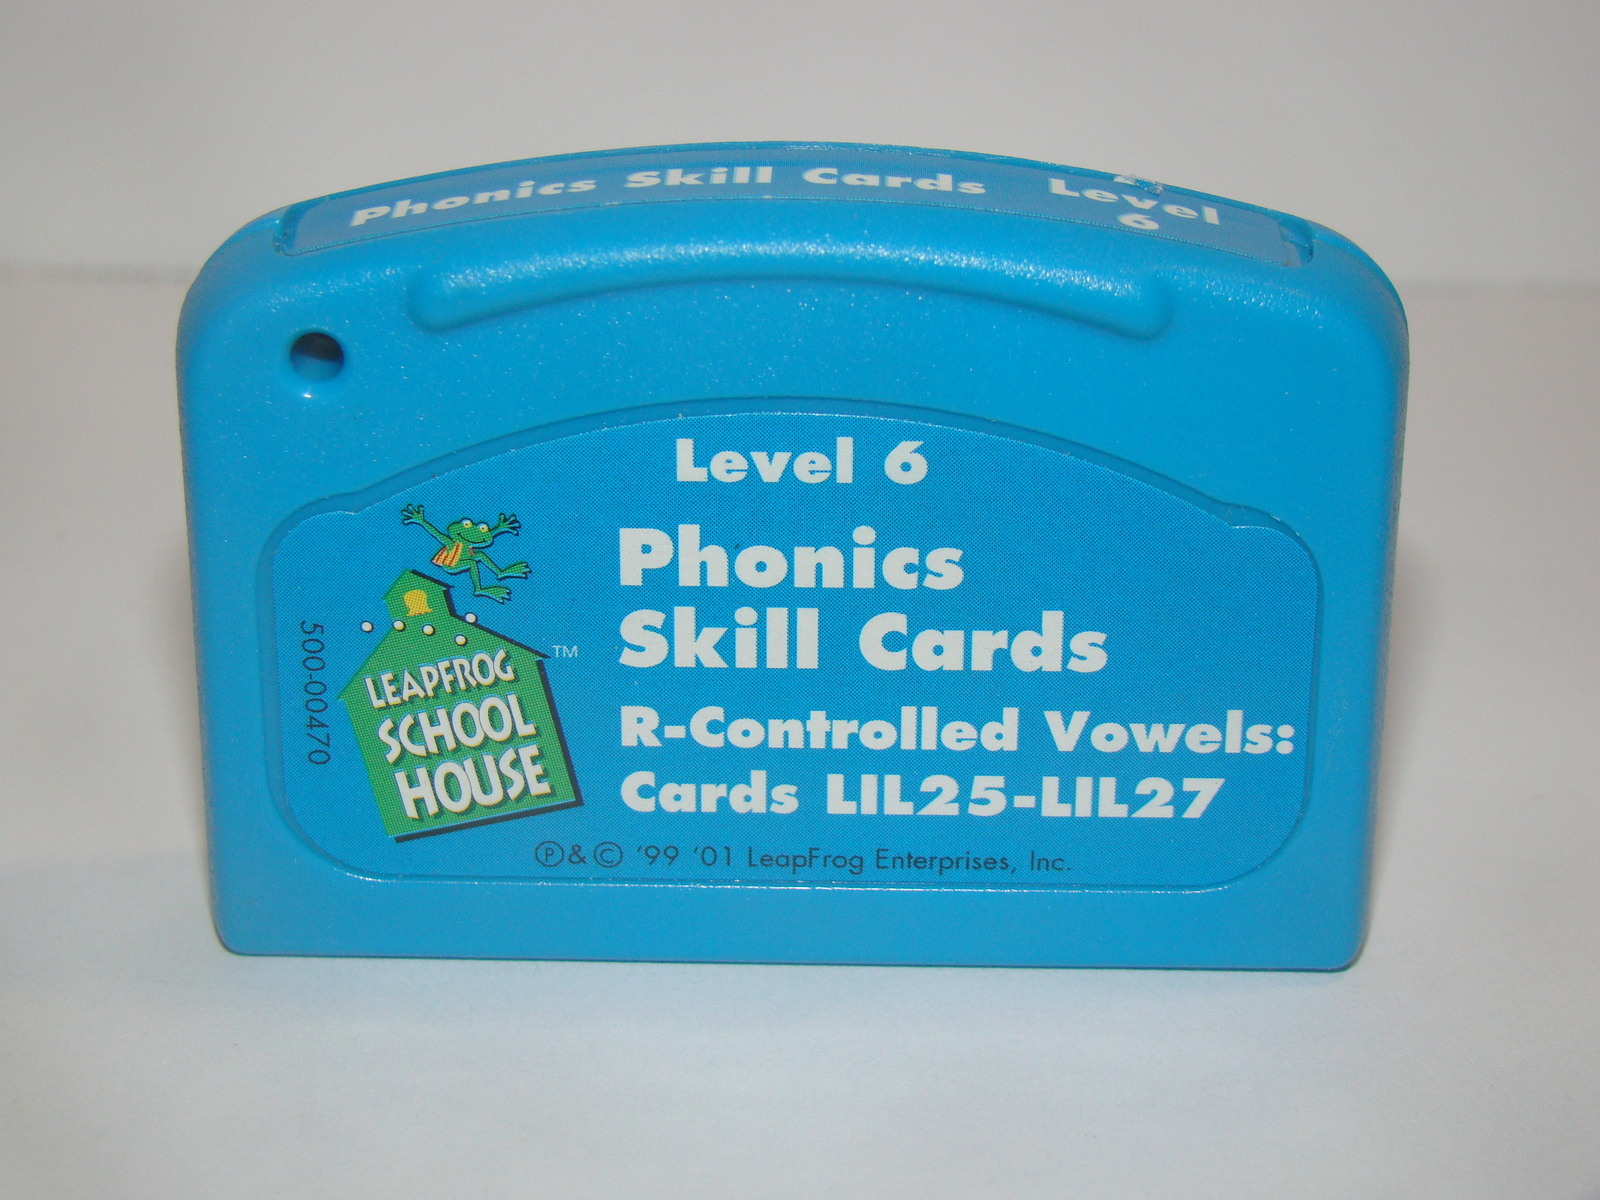 Phonics Skill Cards Level
6
Level 6
Phonics
Skill Cards
R-Controlled Vowels:
Cards LIL25-LIL27
LEAPFROG
SCHOOL
HOUSE
TM
500-00470
Ⓟ&© '99 '01 LeapFrog Enterprises, Inc.